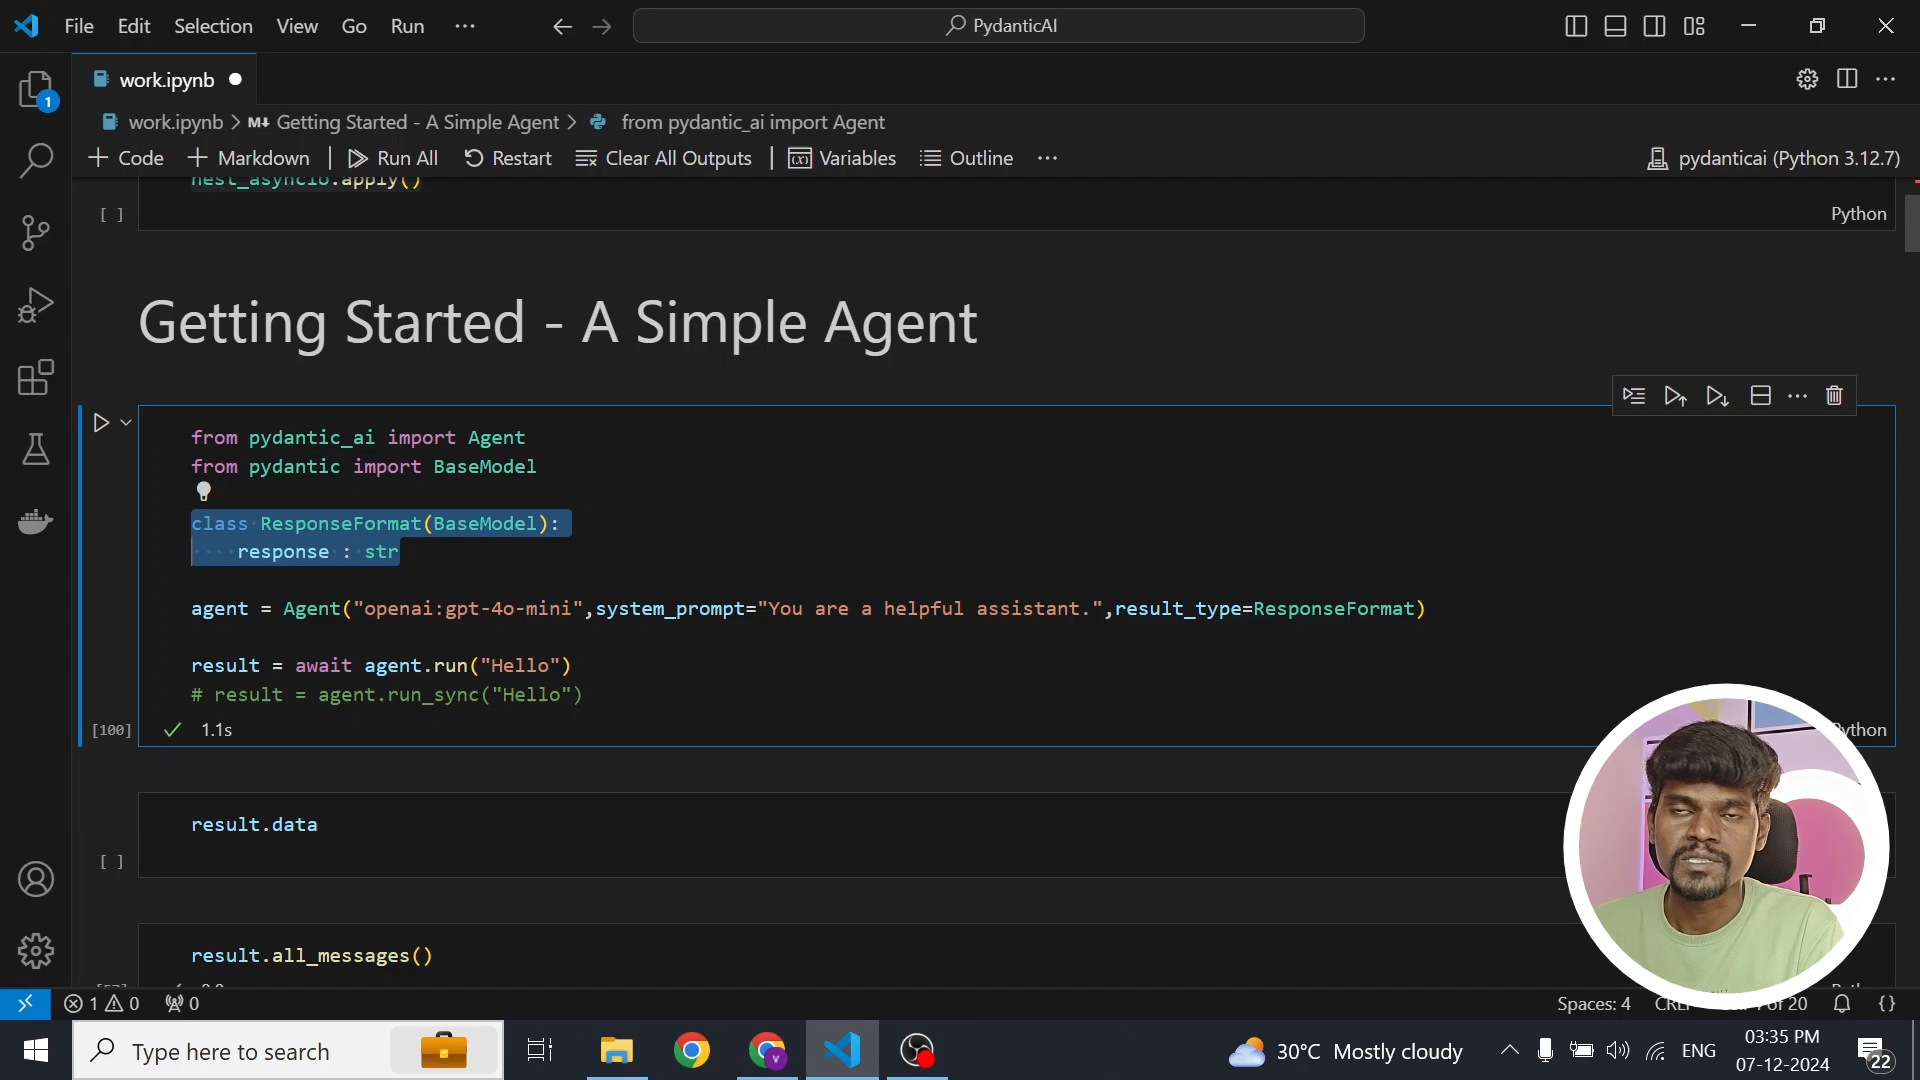 File Edit Selection View Go Run ···
PydanticAI
1
work.ipynb
work.ipynb > M↓ Getting Started - A Simple Agent > from pydantic_ai import Agent
Code Markdown Run All Restart Clear All Outputs Variables Outline ···
pydanticai (Python 3.12.7)
nest_asyncio.apply()
[ ]
Python
Getting Started - A Simple Agent
from pydantic_ai import Agent
from pydantic import BaseModel
class ResponseFormat(BaseModel):
response : str
agent = Agent("openai:gpt-4o-mini",system_prompt="You are a helpful assistant.",result_type=ResponseFormat)
result = await agent.run("Hello")
# result = agent.run_sync("Hello")
[100] 1.1s
Python
result.data
[ ]
result.all_messages()
1 0 0
Spaces: 4 of 20 {}
Type here to search
30°C Mostly cloudy
ENG
03:35 PM
07-12-2024
22